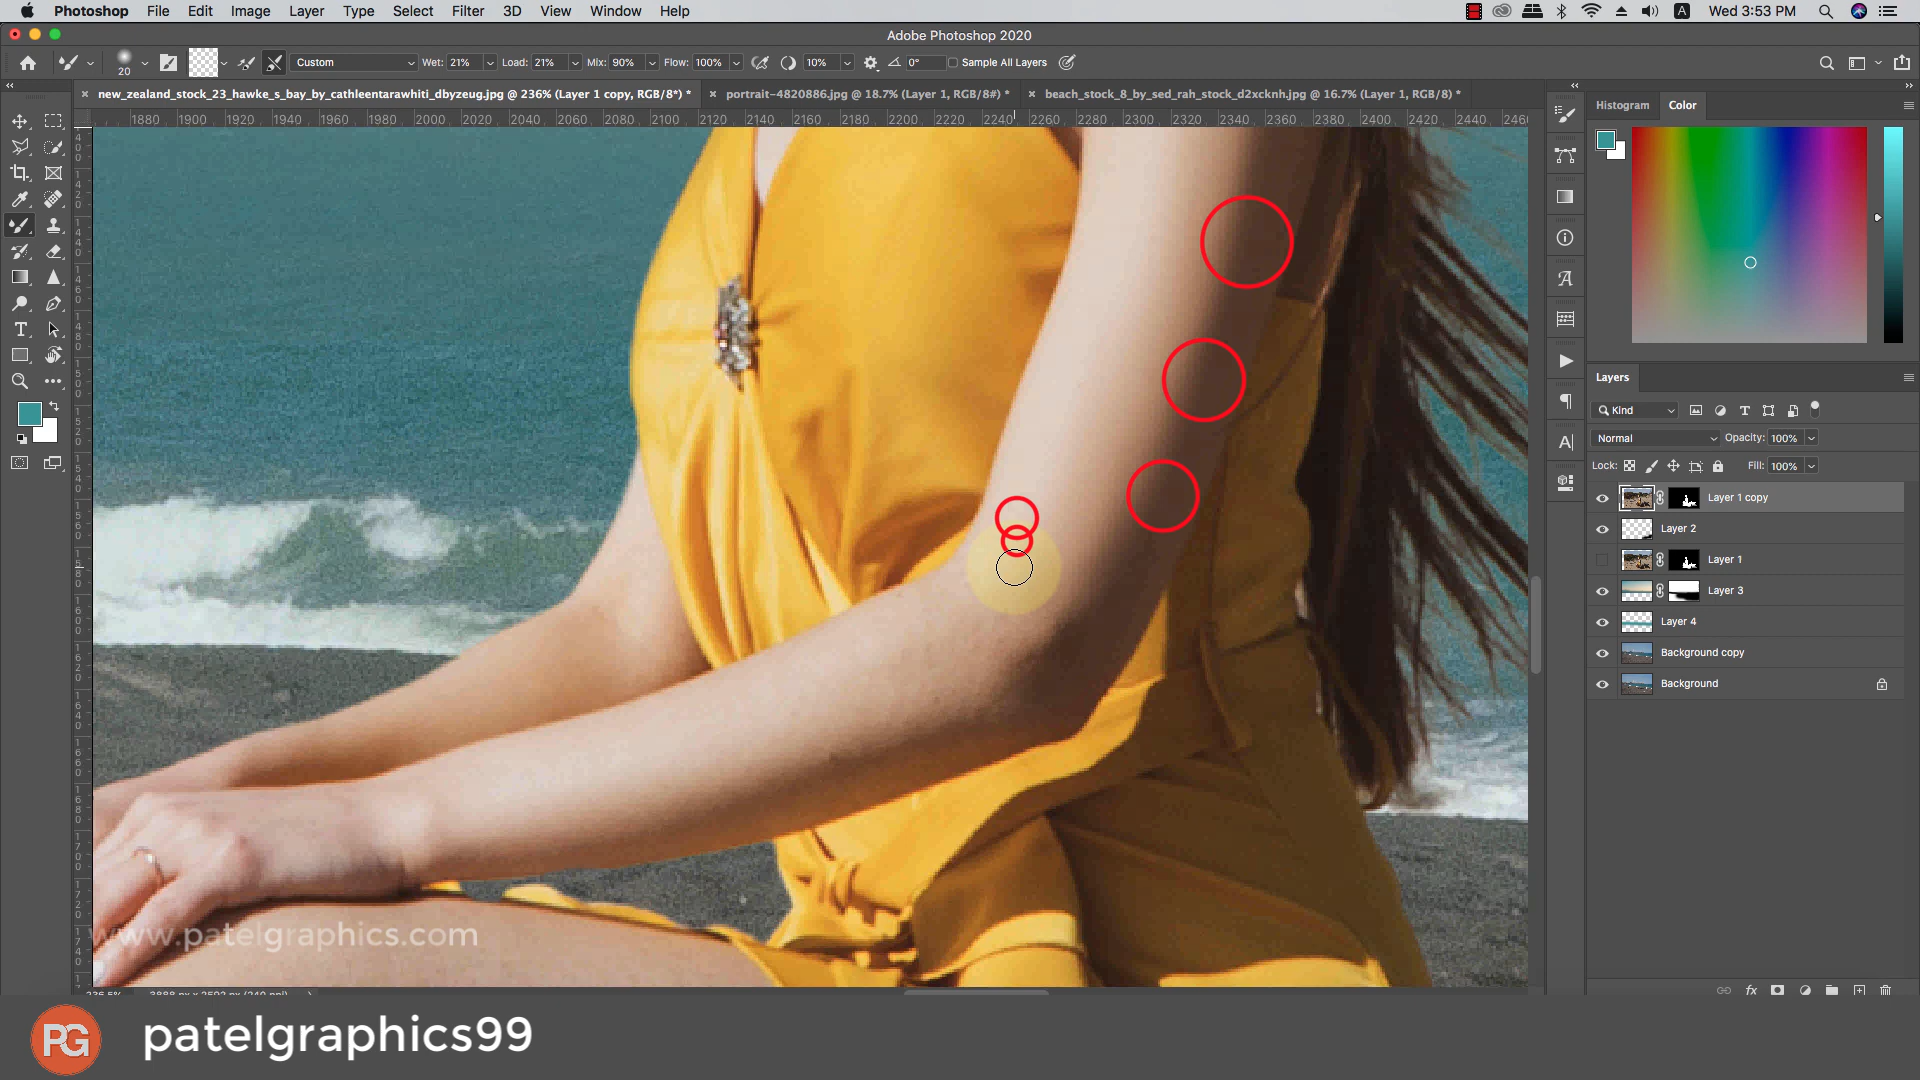 Photoshop File Edit Image Layer Type Select Filter 3D View Window Help A Wed 3:53 PM
Adobe Photoshop 2020
20 Custom Wet: 21% Load: 21% Mix: 90% Flow: 100% 10% 0° Sample All Layers
new_zealand_stock_23_hawke_s_bay_by_cathleentarawhiti_dbyzeug.jpg @ 236% (Layer 1 copy, RGB/8*) * portrait-4820886.jpg @ 18.7% (Layer 1, RGB/8#) * beach_stock_8_by_sed_rah_stock_d2xcknh.jpg @ 16.7% (Layer 1, RGB/8) *
Histogram Color
1880 1900 1920 1940 1960 1980 2000 2020 2040 2060 2080 2100 2120 2140 2160 2180 2200 2220 2240 2260 2280 2300 2320 2340 2360 2380 2400 2420 2440 2460
Layers
Kind
Normal Opacity: 100%
Lock: Fill: 100%
Layer 1 copy
Layer 2
Layer 1
Layer 3
Layer 4
Background copy
Background
www.patelgraphics.com
PG patelgraphics99